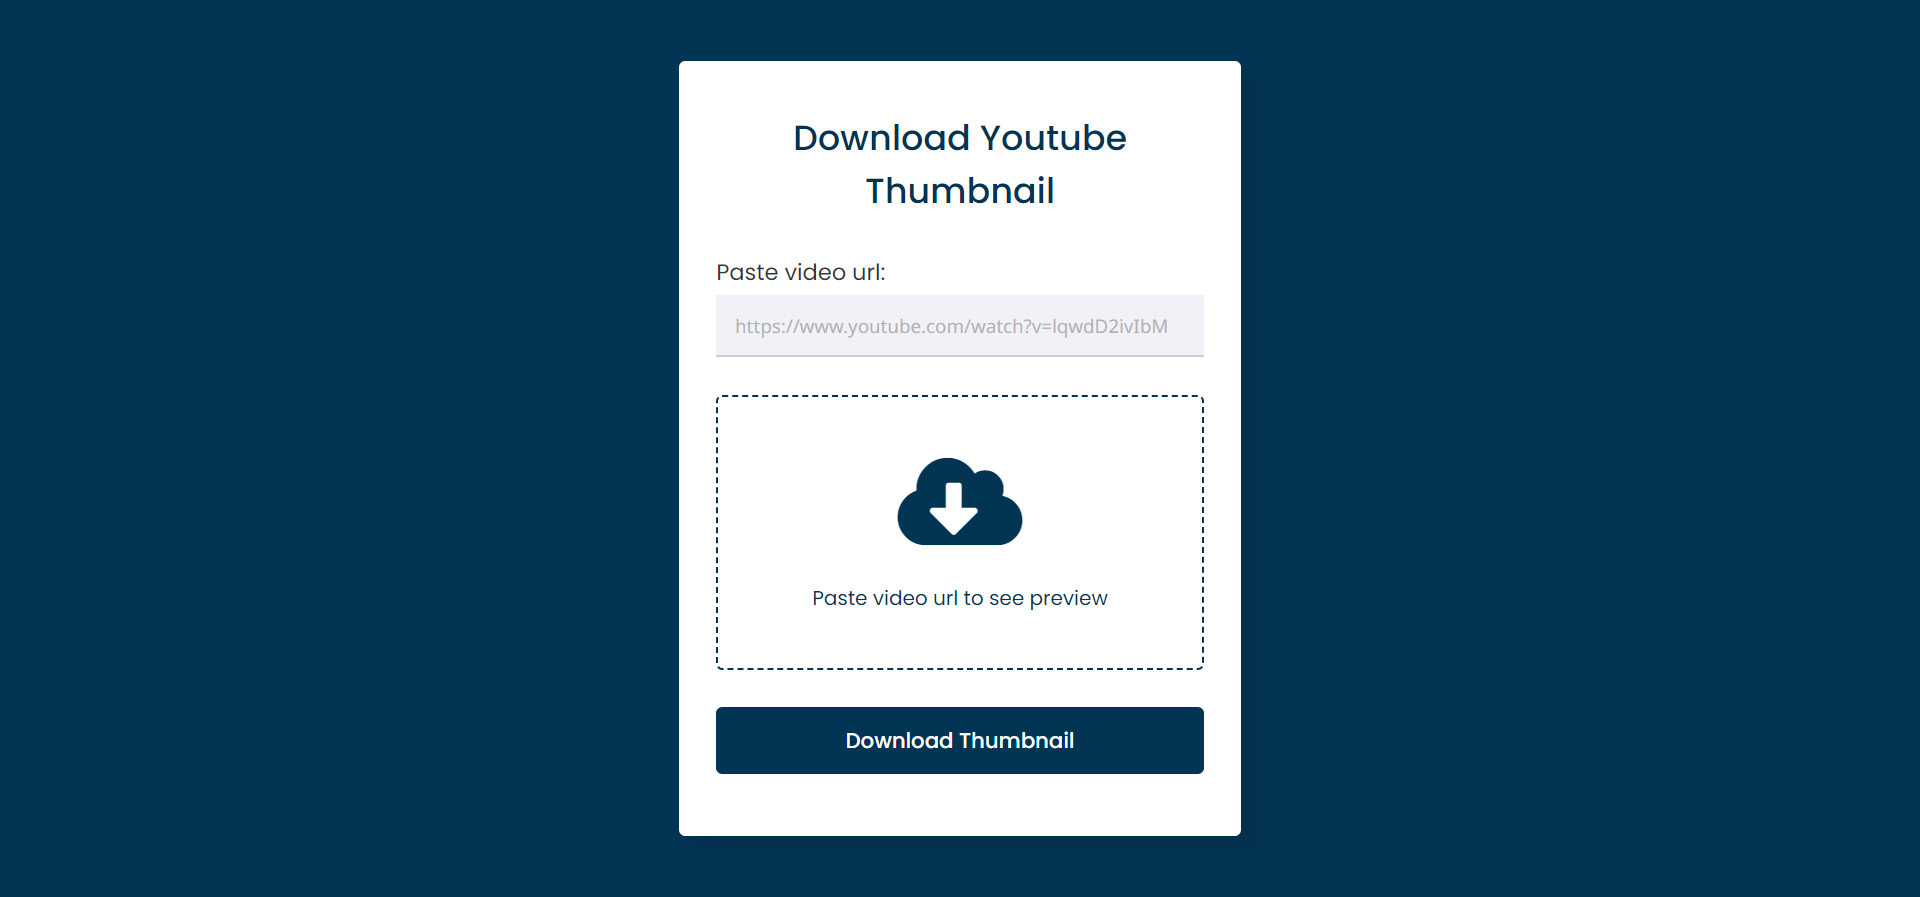 Download Youtube
Thumbnail
Paste video url:
https://www.youtube.com/watch?v=lqwdD2ivIbM
Paste video url to see preview
Download Thumbnail